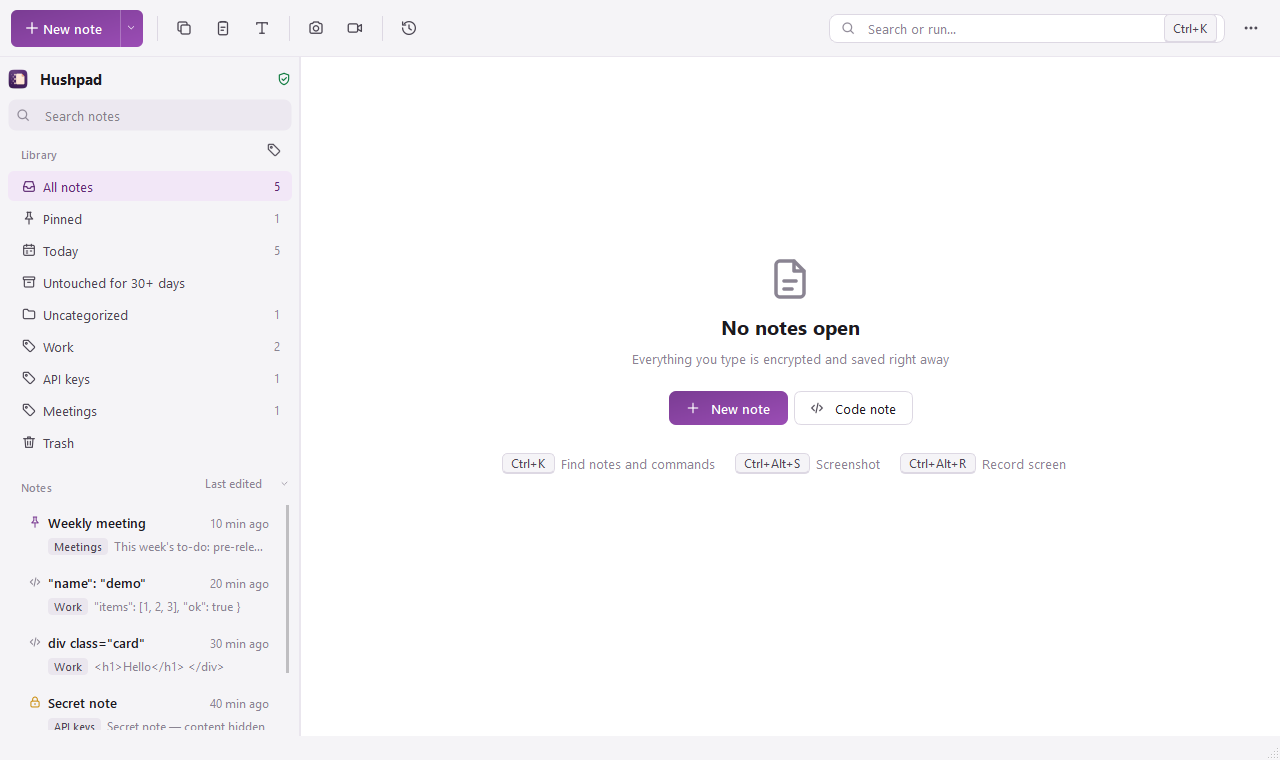 New note
Search or run...
Ctrl+K
Hushpad
Search notes
Library
All notes 5
Pinned 1
Today 5
Untouched for 30+ days
Uncategorized 1
Work 2
API keys 1
Meetings 1
Trash
Notes
Last edited
Weekly meeting 10 min ago
Meetings This week's to-do: pre-rele...
"name": "demo" 20 min ago
Work "items": [1, 2, 3], "ok": true }
div class="card" 30 min ago
Work <h1>Hello</h1> </div>
Secret note 40 min ago
API keys Secret note — content hidden
No notes open
Everything you type is encrypted and saved right away
New note
Code note
Ctrl+K Find notes and commands
Ctrl+Alt+S Screenshot
Ctrl+Alt+R Record screen